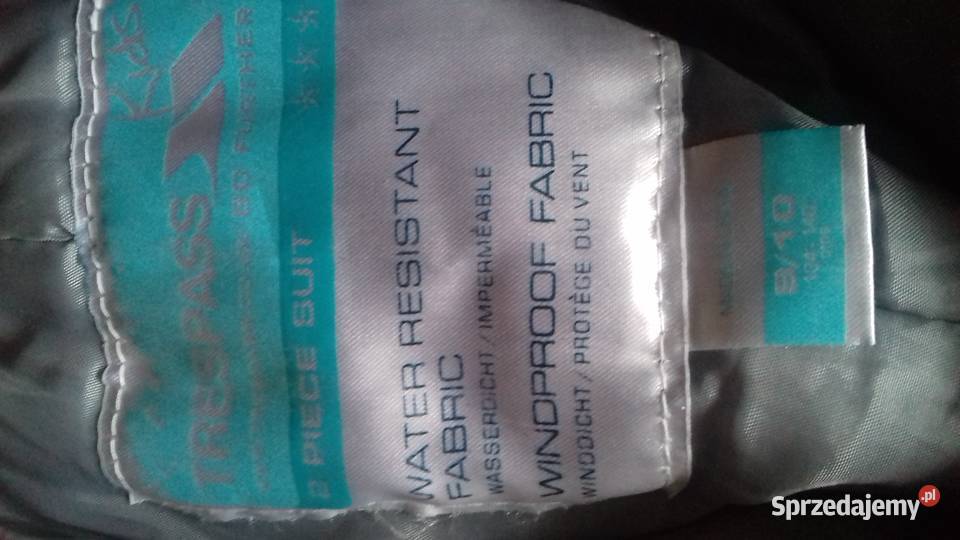 Kids
TRESPASS
GO FURTHER
2 PIECE SUIT
WATER RESISTANT
FABRIC
WASSERDICHT/IMPERMÉABLE
WINDPROOF FABRIC
WINDDICHT/PROTÈGE DU VENT
9/10
Sprzedajemy.pl